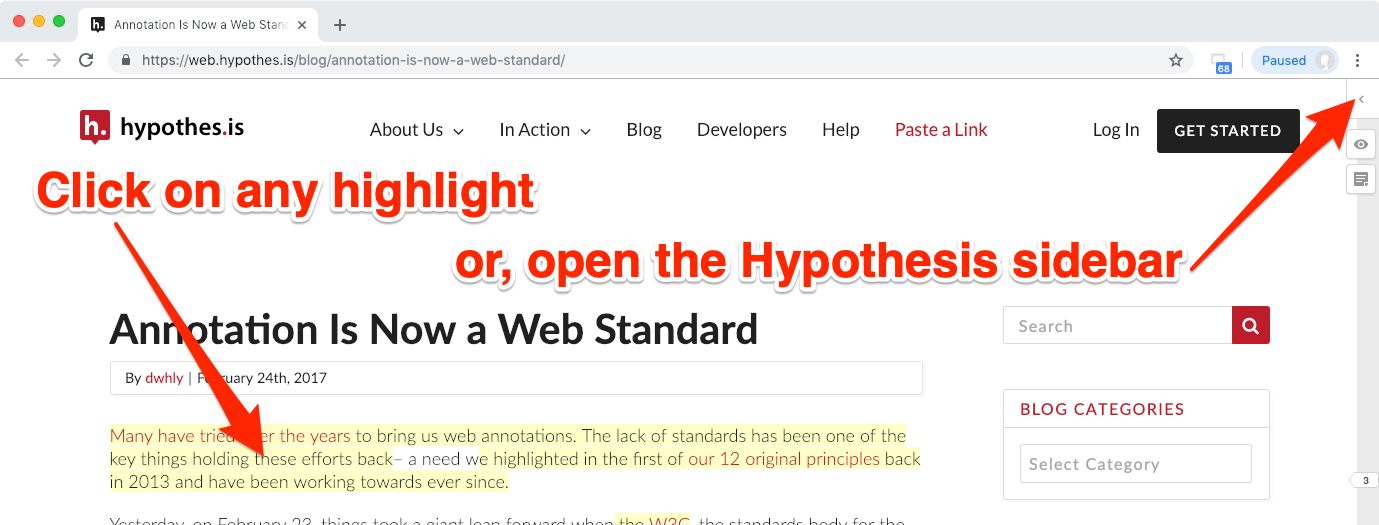 Annotation Is Now a Web Stand
https://web.hypothes.is/blog/annotation-is-now-a-web-standard/
68
Paused
h. hypothes.is
About Us In Action Blog Developers Help Paste a Link Log In GET STARTED
Click on any highlight
or, open the Hypothesis sidebar
Annotation Is Now a Web Standard
Search
By dwhly | February 24th, 2017
BLOG CATEGORIES
Many have tried over the years to bring us web annotations. The lack of standards has been one of the
key things holding these efforts back– a need we highlighted in the first of our 12 original principles back
in 2013 and have been working towards ever since.
Select Category
3
Yesterday, on February 23, things took a giant leap forward when the W3C, the standards body for the